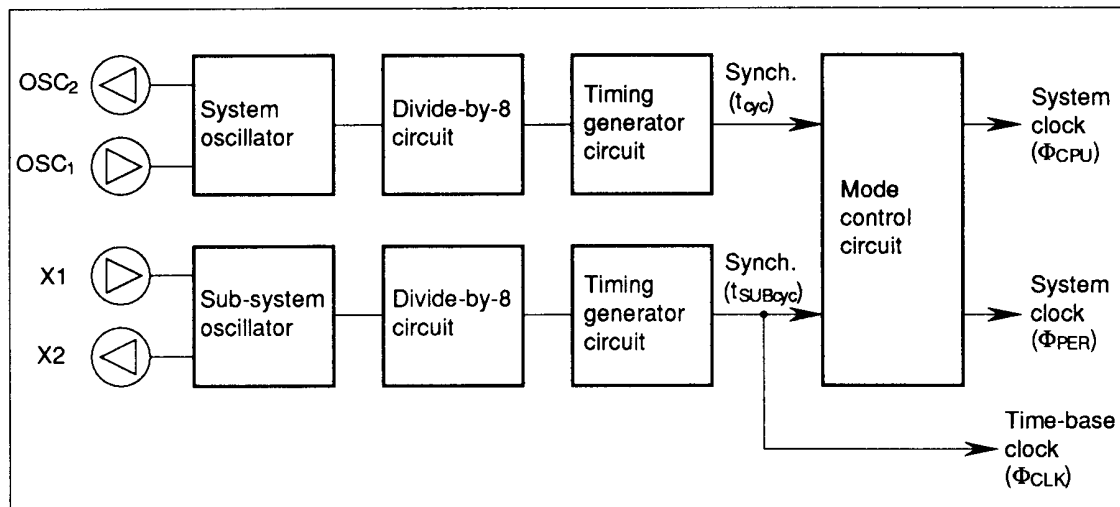 OSC2
OSC1
System
oscillator
Divide-by-8
circuit
Timing
generator
circuit
Synch.
(tcyc)
Mode
control
circuit
System
clock
(ΦCPU)
X1
X2
Sub-system
oscillator
Divide-by-8
circuit
Timing
generator
circuit
Synch.
(tSUBcyc)
System
clock
(ΦPER)
Time-base
clock
(ΦCLK)